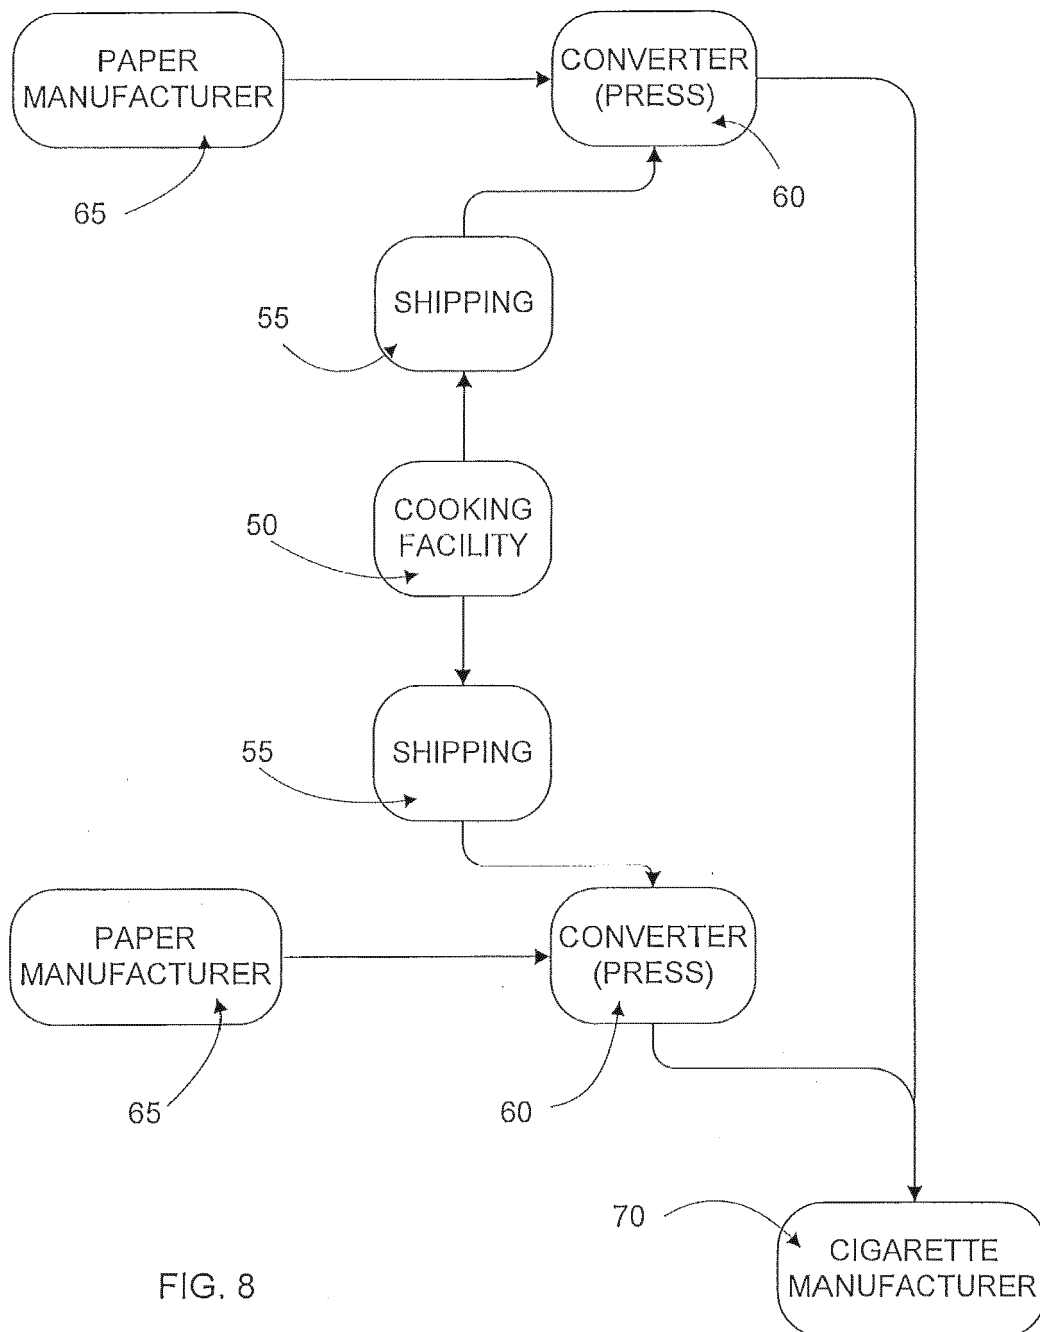 PAPER
MANUFACTURER
CONVERTER
(PRESS)
65
60
SHIPPING
55
COOKING
FACILITY
50
SHIPPING
55
PAPER
MANUFACTURER
CONVERTER
(PRESS)
65
60
70
CIGARETTE
MANUFACTURER
FIG. 8